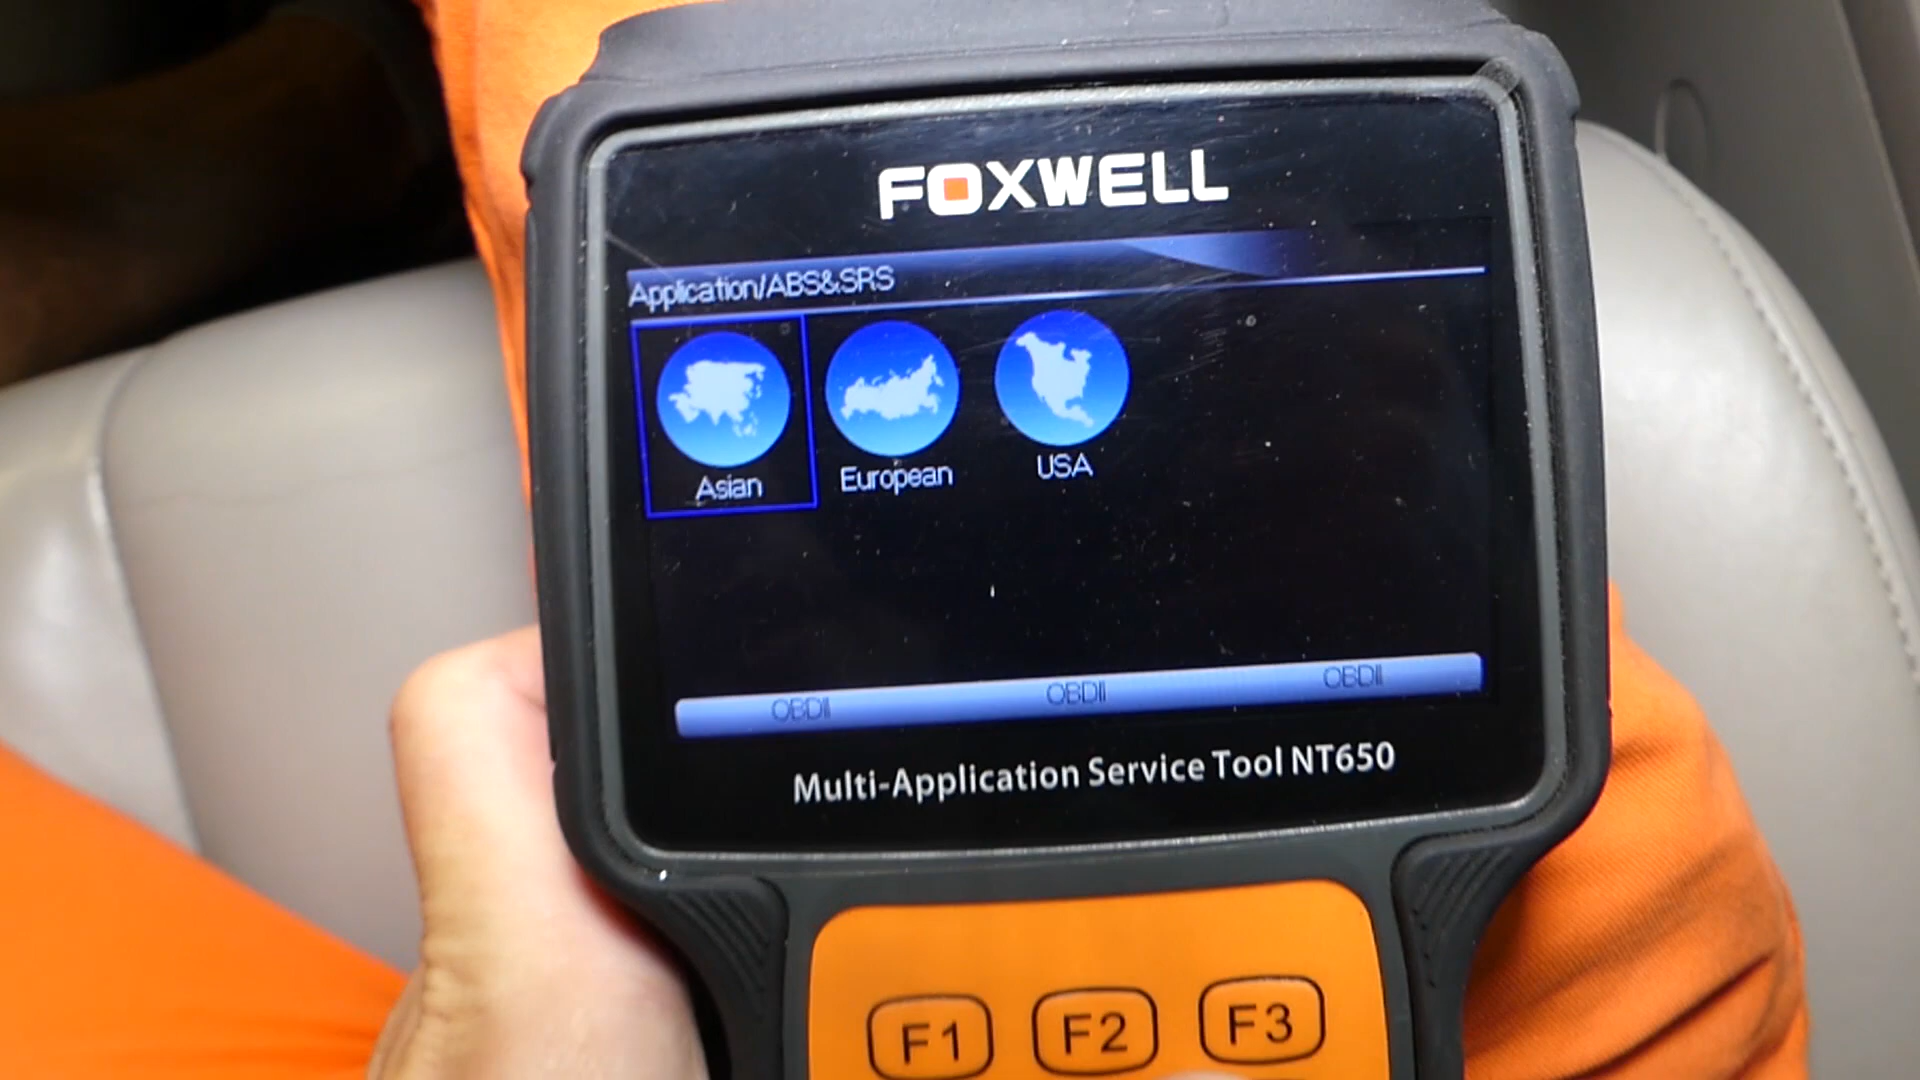 FOXWELL
Application/ABS&SRS
Asian European USA
OBDII OBDII OBDII
Multi-Application Service Tool NT650
F1 F2 F3